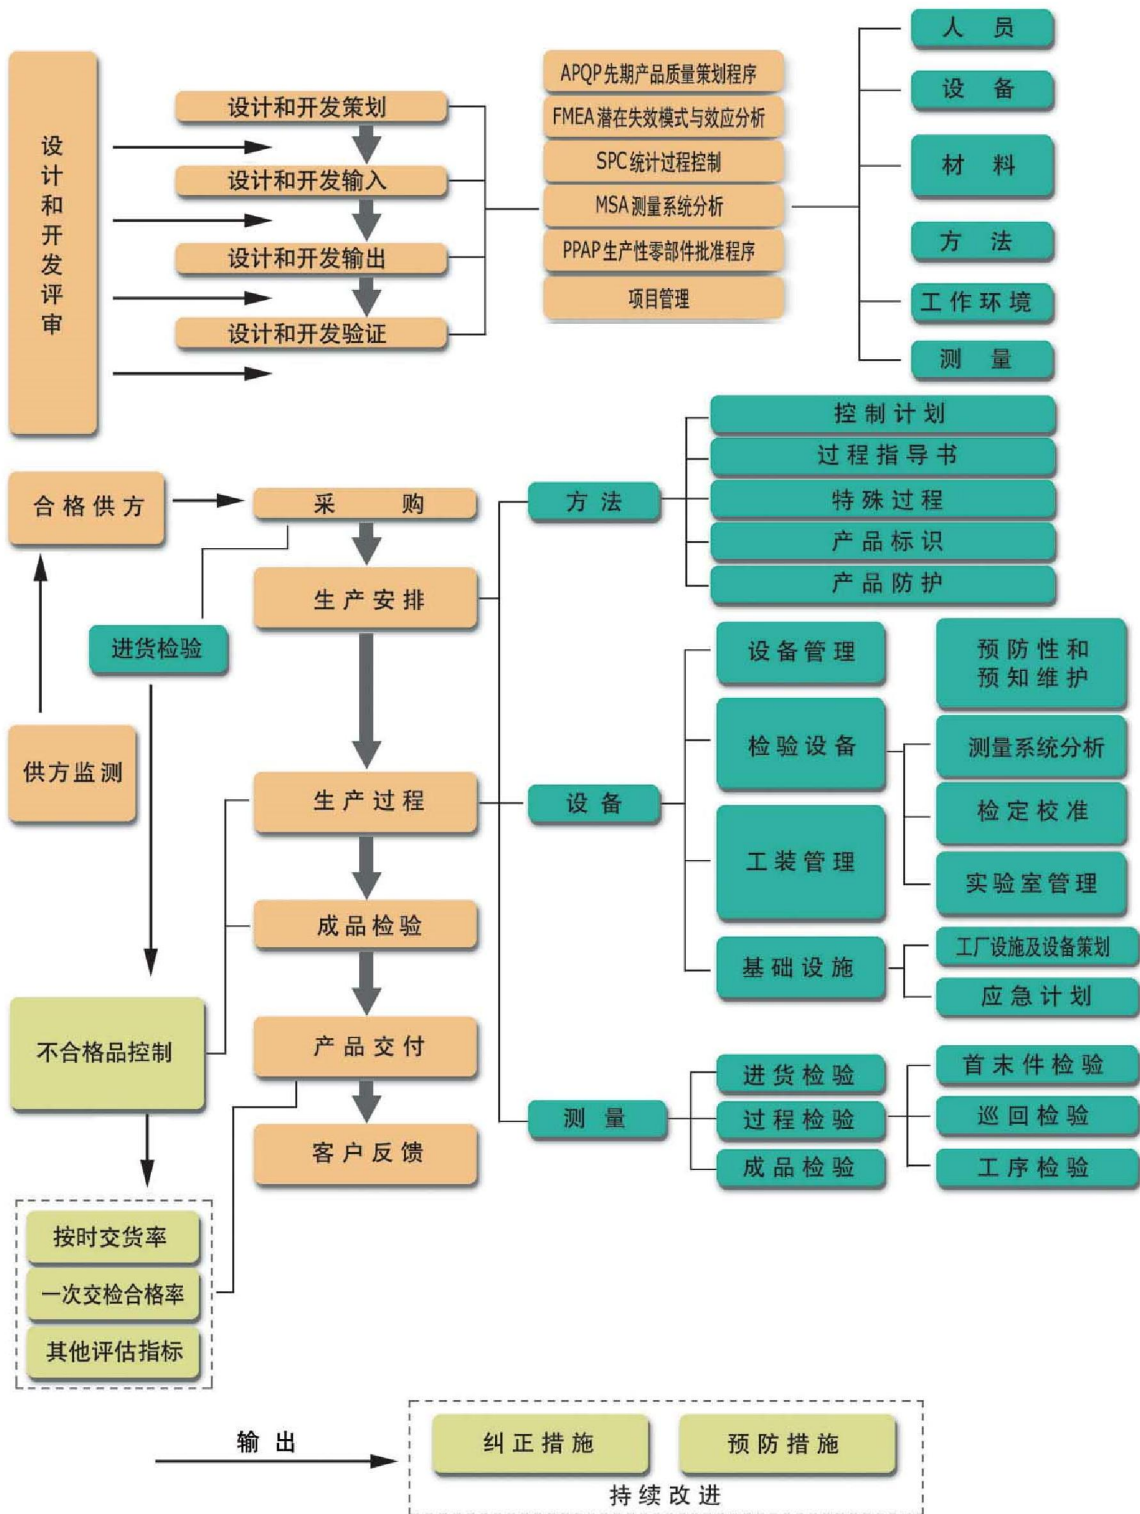 设计和开发评审
设计和开发策划
设计和开发输入
设计和开发输出
设计和开发验证
APQP先期产品质量策划程序
FMEA潜在失效模式与效应分析
SPC统计过程控制
MSA测量系统分析
PPAP生产性零部件批准程序
项目管理
人 员
设 备
材 料
方 法
工作环境
测 量
合格供方
供方监测
进货检验
采 购
生产安排
生产过程
成品检验
产品交付
客户反馈
方法
控制计划
过程指导书
特殊过程
产品标识
产品防护
设备
设备管理
检验设备
工装管理
基础设施
预防性和
预知维护
测量系统分析
检定校准
实验室管理
工厂设施及设备策划
应急计划
测量
进货检验
过程检验
成品检验
首末件检验
巡回检验
工序检验
不合格品控制
按时交货率
一次交检合格率
其他评估指标
输出
纠正措施
预防措施
持续改进